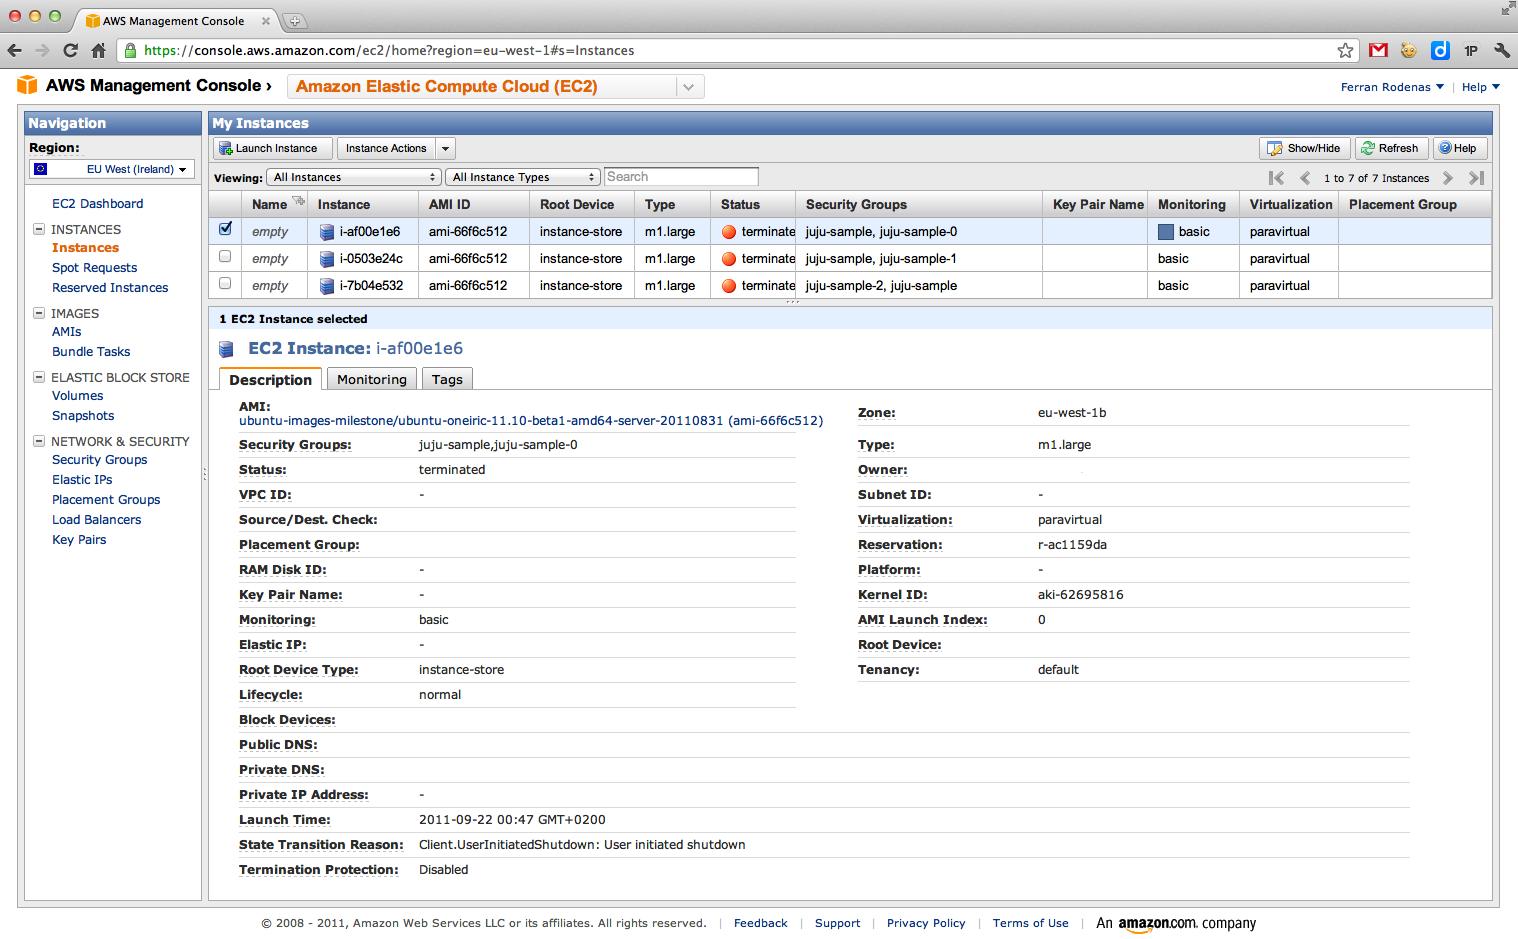 AWS Management Console
https://console.aws.amazon.com/ec2/home?region=eu-west-1#s=Instances
1P
AWS Management Console ›
Amazon Elastic Compute Cloud (EC2)
Ferran Rodenas
Help
Navigation
Region:
EU West (Ireland)
EC2 Dashboard
INSTANCES
Instances
Spot Requests
Reserved Instances
IMAGES
AMIs
Bundle Tasks
ELASTIC BLOCK STORE
Volumes
Snapshots
NETWORK & SECURITY
Security Groups
Elastic IPs
Placement Groups
Load Balancers
Key Pairs
My Instances
Launch Instance Instance Actions Show/Hide Refresh Help
Viewing: All Instances All Instance Types Search 1 to 7 of 7 Instances
Name Instance AMI ID Root Device Type Status Security Groups Key Pair Name Monitoring Virtualization Placement Group
empty i-af00e1e6 ami-66f6c512 instance-store m1.large terminate juju-sample, juju-sample-0 basic paravirtual
empty i-0503e24c ami-66f6c512 instance-store m1.large terminate juju-sample, juju-sample-1 basic paravirtual
empty i-7b04e532 ami-66f6c512 instance-store m1.large terminate juju-sample-2, juju-sample basic paravirtual
1 EC2 Instance selected
EC2 Instance: i-af00e1e6
Description Monitoring Tags
AMI:
ubuntu-images-milestone/ubuntu-oneiric-11.10-beta1-amd64-server-20110831 (ami-66f6c512)
Zone: eu-west-1b
Security Groups: juju-sample,juju-sample-0
Type: m1.large
Status: terminated
Owner:
VPC ID: -
Subnet ID: -
Source/Dest. Check:
Virtualization: paravirtual
Placement Group:
Reservation: r-ac1159da
RAM Disk ID: -
Platform: -
Key Pair Name: -
Kernel ID: aki-62695816
Monitoring: basic
AMI Launch Index: 0
Elastic IP: -
Root Device:
Root Device Type: instance-store
Tenancy: default
Lifecycle: normal
Block Devices:
Public DNS:
Private DNS:
Private IP Address: -
Launch Time: 2011-09-22 00:47 GMT+0200
State Transition Reason: Client.UserInitiatedShutdown: User initiated shutdown
Termination Protection: Disabled
© 2008 - 2011, Amazon Web Services LLC or its affiliates. All rights reserved. | Feedback | Support | Privacy Policy | Terms of Use | An amazon.com company